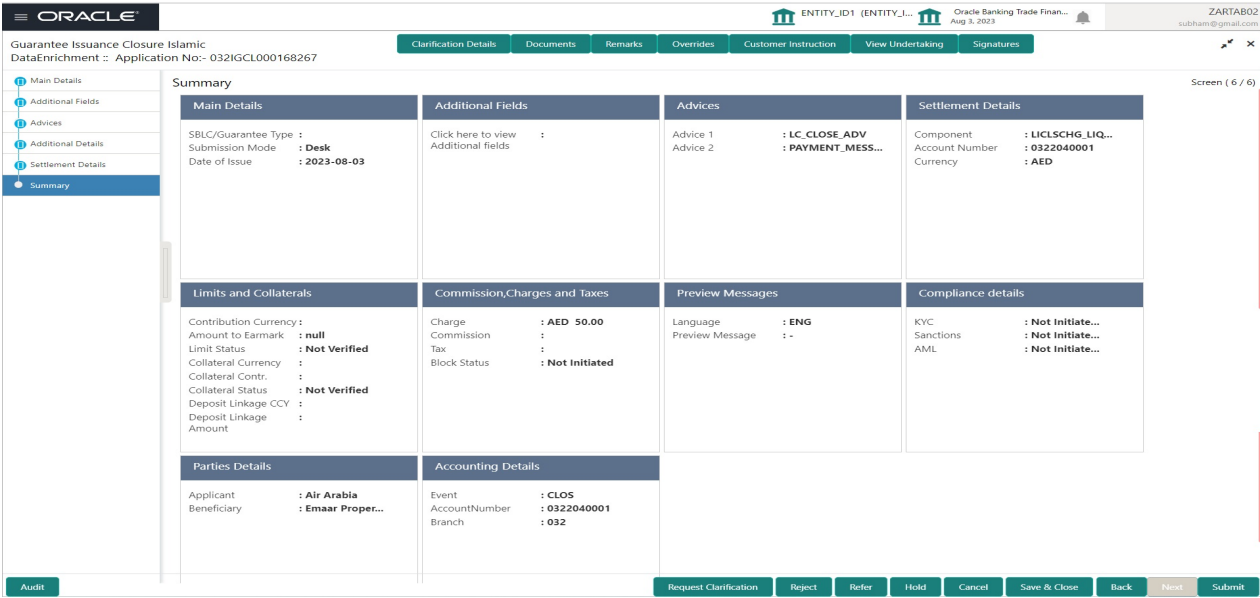 ORACLE
ENTITY_ID1 (ENTITY_I...
Oracle Banking Trade Finan...
Aug 3, 2023
ZARTAB02
subham@gmail.com
Guarantee Issuance Closure Islamic
DataEnrichment :: Application No:- 032IGCL000168267
Clarification Details
Documents
Remarks
Overrides
Customer Instruction
View Undertaking
Signatures
Main Details
Additional Fields
Advices
Additional Details
Settlement Details
Summary
Summary
Screen ( 6 / 6)
Main Details
SBLC/Guarantee Type :
Submission Mode : Desk
Date of Issue : 2023-08-03
Additional Fields
Click here to view :
Additional fields
Advices
Advice 1 : LC_CLOSE_ADV
Advice 2 : PAYMENT_MESS...
Settlement Details
Component : LICLSCHG_LIQ...
Account Number : 0322040001
Currency : AED
Limits and Collaterals
Contribution Currency :
Amount to Earmark : null
Limit Status : Not Verified
Collateral Currency :
Collateral Contr. :
Collateral Status : Not Verified
Deposit Linkage CCY :
Deposit Linkage :
Amount
Commission,Charges and Taxes
Charge : AED 50.00
Commission :
Tax :
Block Status : Not Initiated
Preview Messages
Language : ENG
Preview Message : -
Compliance details
KYC : Not Initiate...
Sanctions : Not Initiate...
AML : Not Initiate...
Parties Details
Applicant : Air Arabia
Beneficiary : Emaar Proper...
Accounting Details
Event : CLOS
AccountNumber : 0322040001
Branch : 032
Audit
Request Clarification
Reject
Refer
Hold
Cancel
Save & Close
Back
Next
Submit